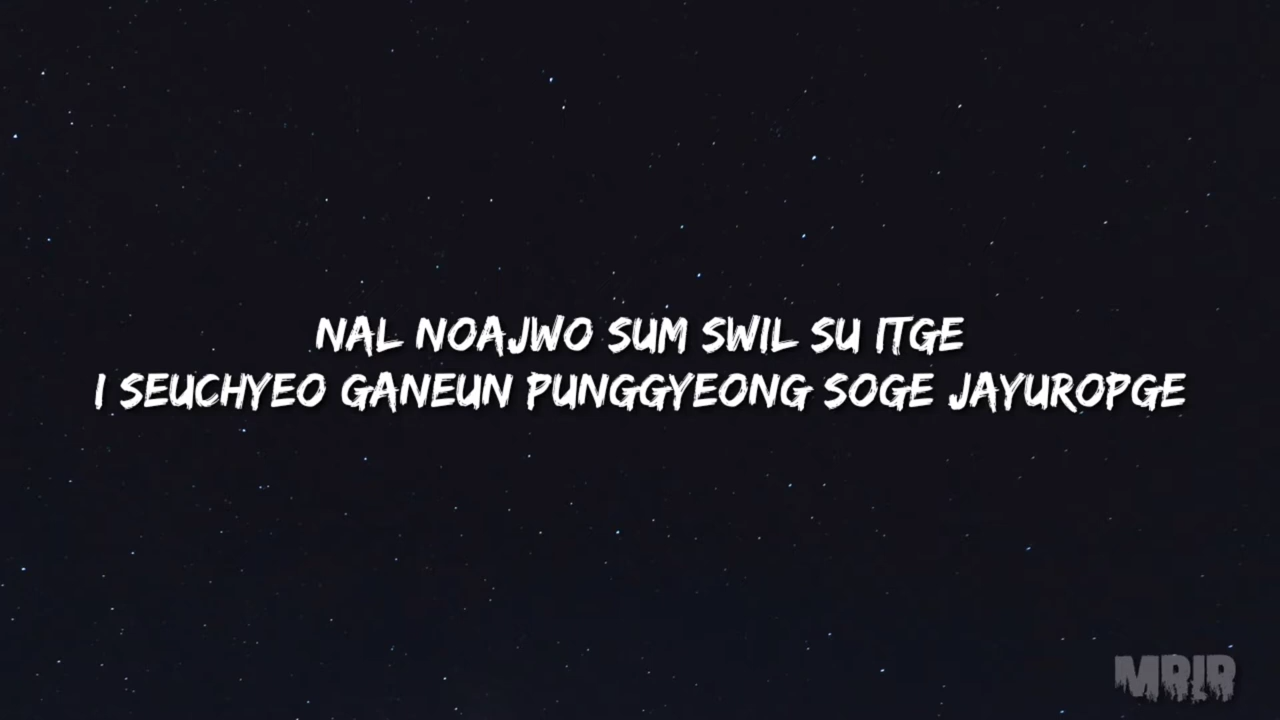 NAL NOAJWO SUM SWIL SU ITGE
I SEUCHYEO GANEUN PUNGGYEONG SOGE JAYUROPGE
MRIR